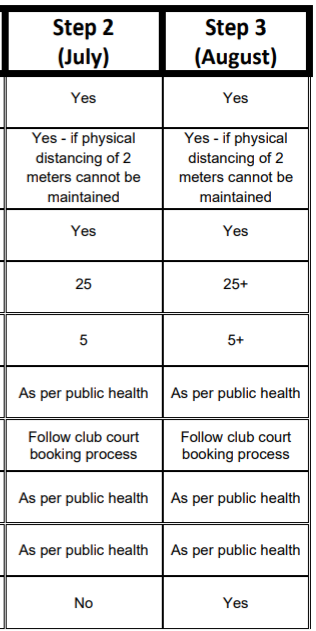 Step 2
(July)
Step 3
(August)
Yes
Yes
Yes - if physical
distancing of 2
meters cannot be
maintained
Yes - if physical
distancing of 2
meters cannot be
maintained
Yes
Yes
25
25+
5
5+
As per public health
As per public health
Follow club court
booking process
Follow club court
booking process
As per public health
As per public health
As per public health
As per public health
No
Yes